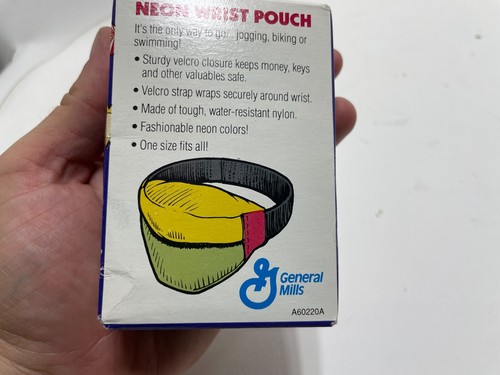 NEON WRIST POUCH
It's the only way to go! jogging, biking or
swimming!
• Sturdy velcro closure keeps money, keys
and other valuables safe.
• Velcro strap wraps securely around wrist.
• Made of tough, water-resistant nylon.
• Fashionable neon colors!
• One size fits all!
General
Mills
A60220A